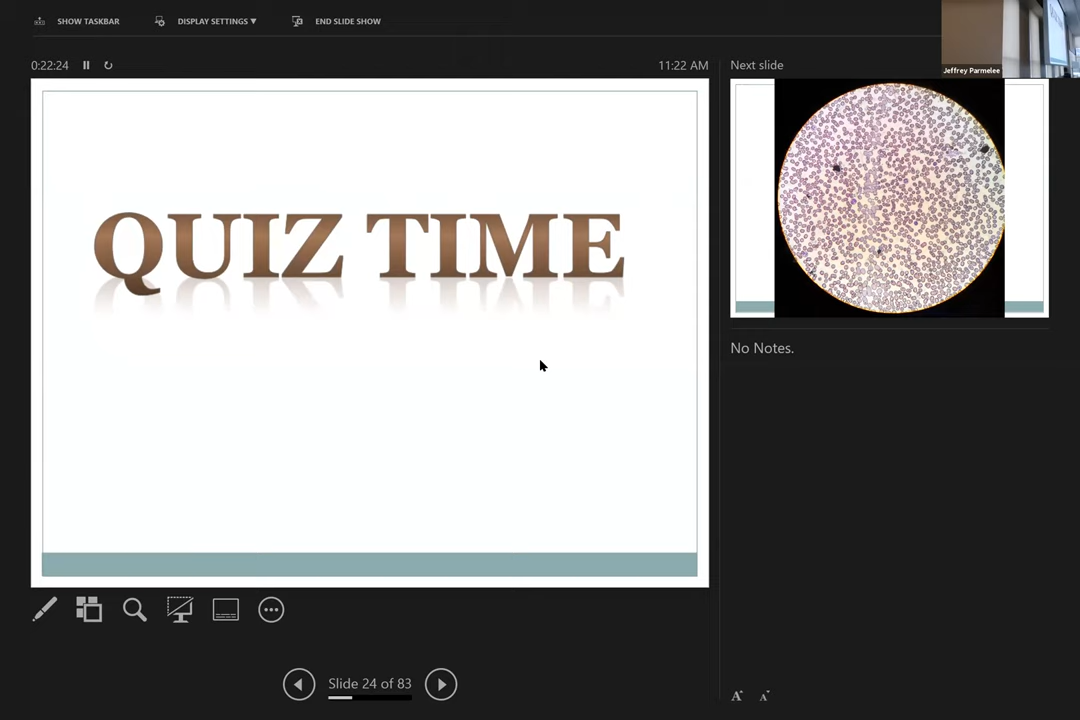 SHOW TASKBAR
DISPLAY SETTINGS ▼
END SLIDE SHOW
Jeffrey Parmelee
0:22:24
11:22 AM
Next slide
QUIZ TIME
No Notes.
Slide 24 of 83
A A